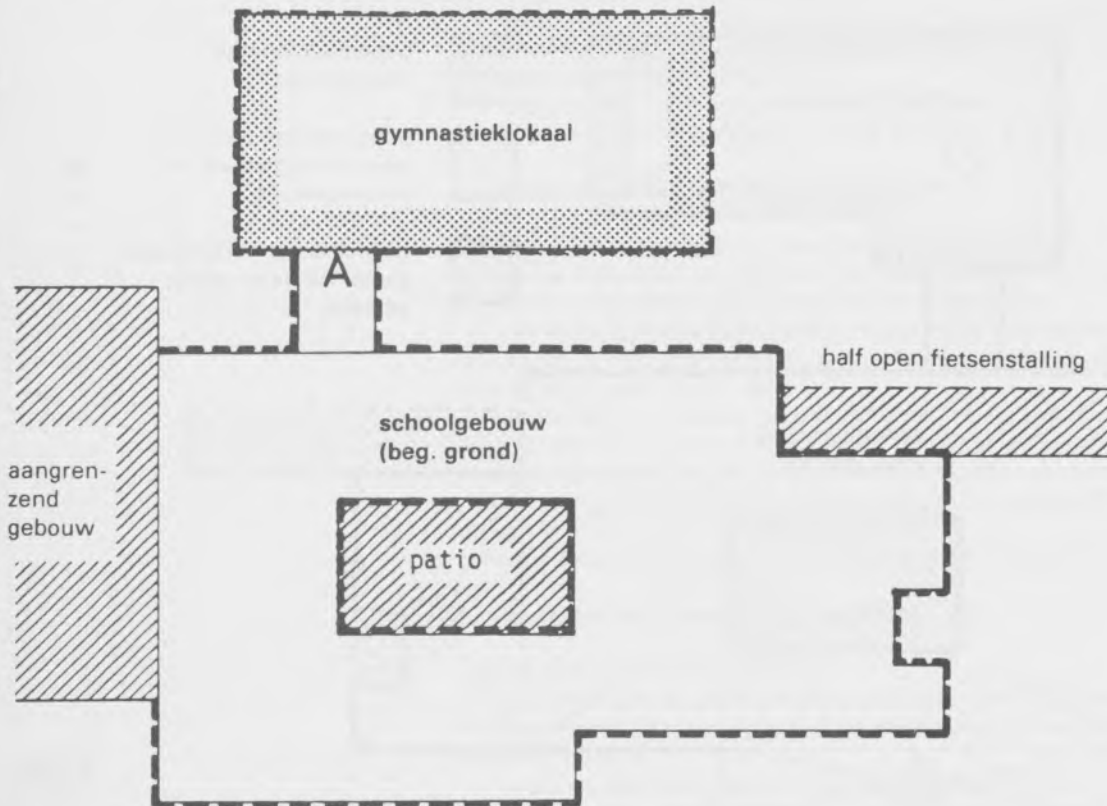 gymnastieklokaal
A
half open fietsenstalling
schoolgebouw
(beg. grond)
aangren-
zend
gebouw
patio